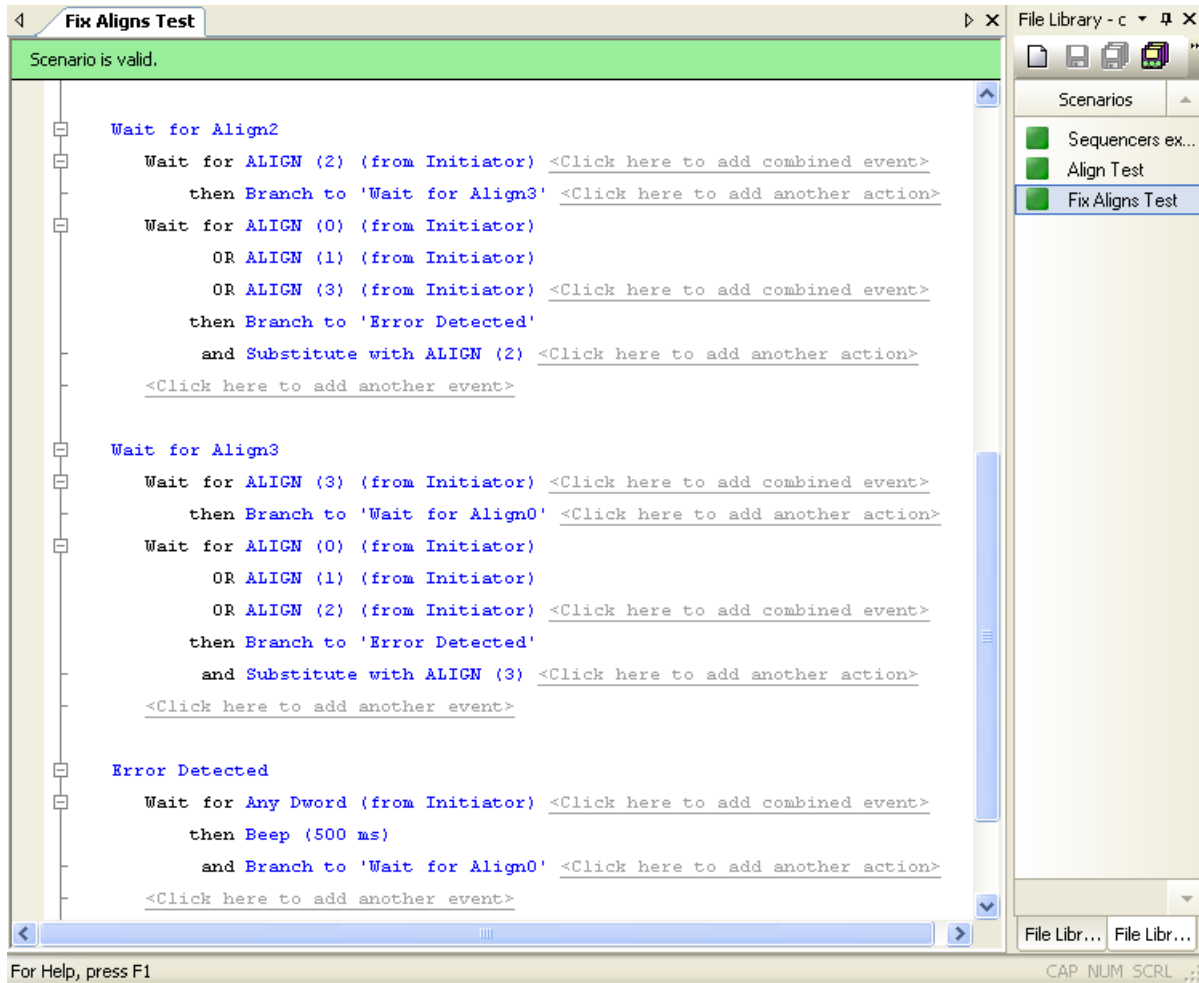 Fix Aligns Test
File Library - c
Scenario is valid.
Scenarios
Sequencers ex...
Align Test
Fix Aligns Test
Wait for Align2
Wait for ALIGN (2) (from Initiator) <Click here to add combined event>
then Branch to 'Wait for Align3' <Click here to add another action>
Wait for ALIGN (0) (from Initiator)
OR ALIGN (1) (from Initiator)
OR ALIGN (3) (from Initiator) <Click here to add combined event>
then Branch to 'Error Detected'
and Substitute with ALIGN (2) <Click here to add another action>
<Click here to add another event>
Wait for Align3
Wait for ALIGN (3) (from Initiator) <Click here to add combined event>
then Branch to 'Wait for Align0' <Click here to add another action>
Wait for ALIGN (0) (from Initiator)
OR ALIGN (1) (from Initiator)
OR ALIGN (2) (from Initiator) <Click here to add combined event>
then Branch to 'Error Detected'
and Substitute with ALIGN (3) <Click here to add another action>
<Click here to add another event>
Error Detected
Wait for Any Dword (from Initiator) <Click here to add combined event>
then Beep (500 ms)
and Branch to 'Wait for Align0' <Click here to add another action>
<Click here to add another event>
File Libr... File Libr...
For Help, press F1
CAP NUM SCRL